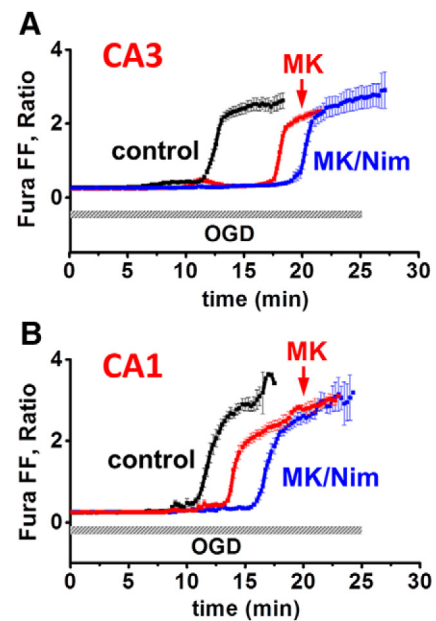 A
CA3
MK
control
MK/Nim
Fura FF, Ratio
4
2
0
OGD
0 5 10 15 20 25 30
time (min)
B
CA1
MK
control
MK/Nim
Fura FF, Ratio
4
2
0
OGD
0 5 10 15 20 25 30
time (min)